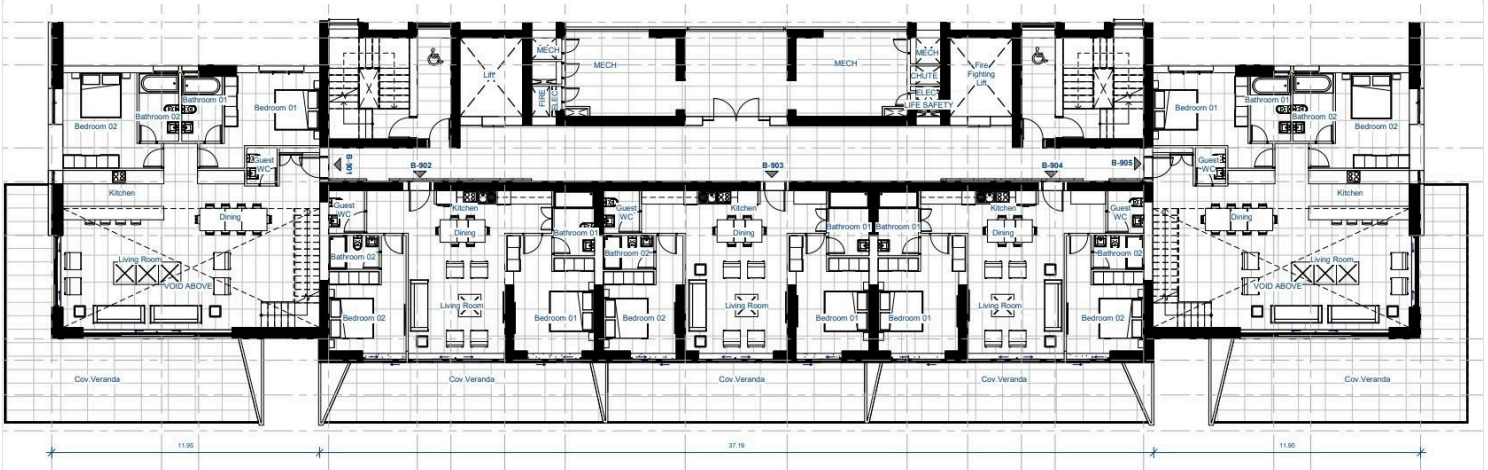 MECH
MECH
MECH
MECH
Lift
Fire
Fighting
Lift
CHUTE
FIRE
ELEC
ELEC
LIFE SAFETY
Bathroom 01
Bedroom 01
Bathroom 02
Bedroom 02
Bedroom 01
Bathroom 01
Bathroom 02
Bedroom 02
Guest
WC
B-901
B-902
B-903
B-904
B-905
Guest
WC
Kitchen
Kitchen
Dining
Guest
WC
Kitchen
Dining
Bathroom 01
Bathroom 02
Guest
WC
Kitchen
Dining
Bathroom 01
Bathroom 02
Bathroom 01
Kitchen
Dining
Guest
WC
Bathroom 02
Dining
Living Room
VOID ABOVE
Living Room
VOID ABOVE
Bedroom 02
Living Room
Bedroom 01
Bedroom 02
Living Room
Bedroom 01
Bedroom 01
Living Room
Bedroom 02
Cov.Veranda
Cov.Veranda
Cov.Veranda
Cov.Veranda
Cov.Veranda
11.95
37.19
11.90